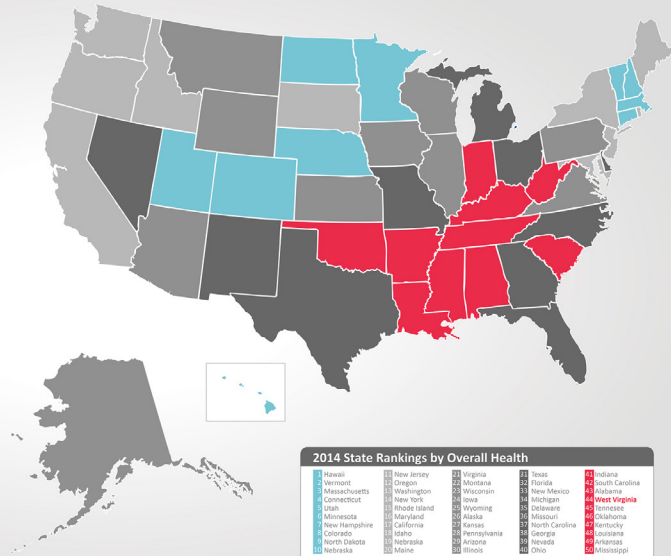 2014 State Rankings by Overall Health
1 Hawaii
2 Vermont
3 Massachusetts
4 Connecticut
5 Utah
6 Minnesota
7 New Hampshire
8 Colorado
9 North Dakota
10 Nebraska
11 New Jersey
12 Oregon
13 Washington
14 New York
15 Rhode Island
16 Maryland
17 California
18 Idaho
19 Nebraska
20 Maine
21 Virginia
22 Montana
23 Wisconsin
24 Iowa
25 Wyoming
26 Alaska
27 Kansas
28 Pennsylvania
29 Arizona
30 Illinois
31 Texas
32 Florida
33 New Mexico
34 Michigan
35 Delaware
36 Missouri
37 North Carolina
38 Georgia
39 Nevada
40 Ohio
41 Indiana
42 South Carolina
43 Alabama
44 West Virginia
45 Tennessee
46 Oklahoma
47 Kentucky
48 Louisiana
49 Arkansas
50 Mississippi